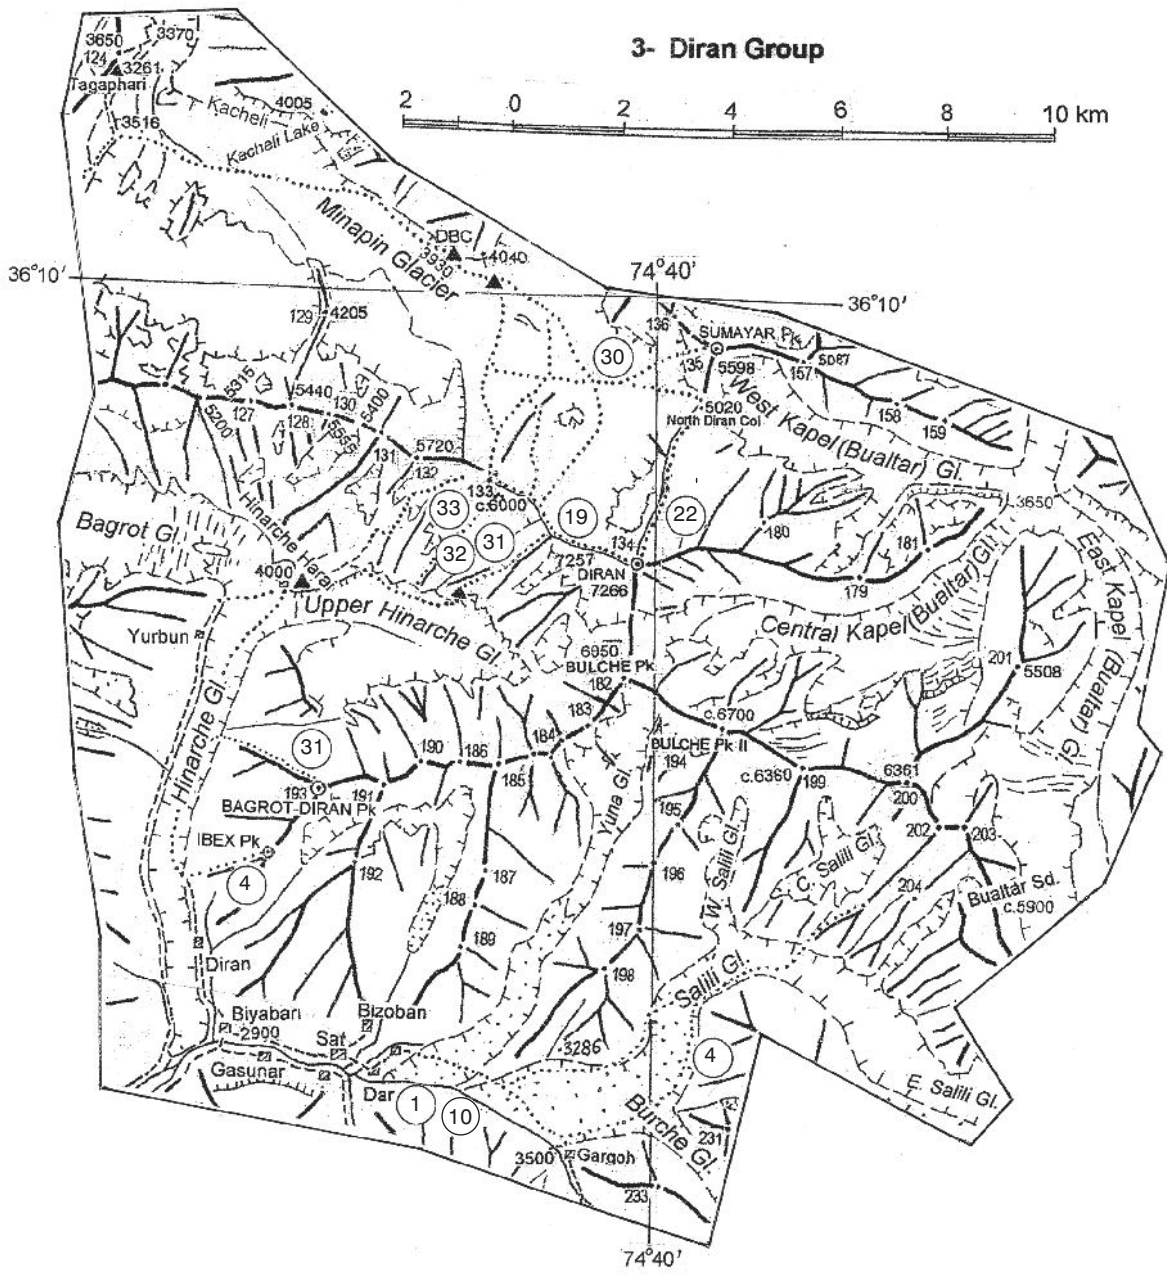 3- Diran Group
2 0 2 4 6 8 10 km
3650
3370
124
3261
Tagaphari
3516
4005
Kacheli
Kacheli Lake
Minapin Glacier
DBC
3930
4040
36°10'
74°40'
36°10'
129
4205
136
SUMAYAR Pk
30
135
5598
157
5087
West Kapel (Bualtar) Gl.
158
159
5020
North Diran Col
5315
5440
5200
127
128
130
5555
5400
131
5720
132
133
c.6000
33
19
22
32
31
Hinarche Harai
Bagrot Gl.
4000
Upper Hinarche Gl.
7257
134
DIRAN
7266
180
181
179
3650
Central Kapel (Bualtar) Gl.
East Kapel (Bualtar) Gl.
Yurbun
6950
BULCHE Pk
182
183
184
201
5508
Hinarche Gl.
31
190
186
185
193
191
BAGROT-DIRAN Pk
c.6700
BULCHE Pk II
194
c.6360
199
6361
200
Yuna Gl.
195
202
203
IBEX Pk
4
192
187
188
189
196
W Salili Gl.
C. Salili Gl.
204
Bualtar Sd.
c.5900
197
198
Salili Gl.
Diran
Biyabari
2900
Bizoban
Sat
Gasunar
Dar
1
10
3286
4
E. Salili Gl.
Burche Gl.
231
3500
Gargoh
233
74°40'